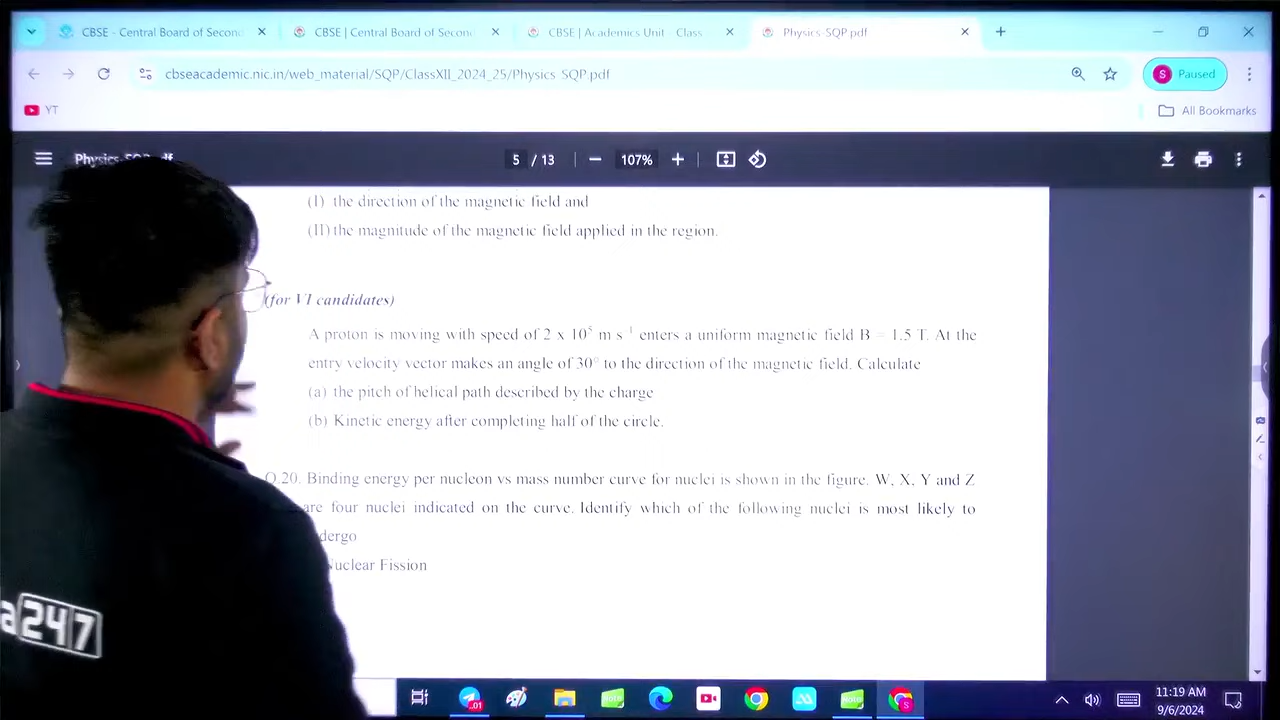 CBSE - Central Board of Second
CBSE | Central Board of Second
CBSE | Academics Unit - Class
Physics-SQP.pdf
cbseacademic.nic.in/web_material/SQP/ClassXII_2024_25/Physics_SQP.pdf
S Paused
YT
All Bookmarks
5 / 13
107%
(I) the direction of the magnetic field and
(II) the magnitude of the magnetic field applied in the region.
(for VI candidates)
A proton is moving with speed of 2 x 10⁵ m s⁻¹ enters a uniform magnetic field B = 1.5 T. At the
entry velocity vector makes an angle of 30° to the direction of the magnetic field. Calculate
(a) the pitch of helical path described by the charge
(b) Kinetic energy after completing half of the circle.
Q.20. Binding energy per nucleon vs mass number curve for nuclei is shown in the figure. W, X, Y and Z
are four nuclei indicated on the curve. Identify which of the following nuclei is most likely to
Nuclear Fission
a247
11:19 AM
9/6/2024